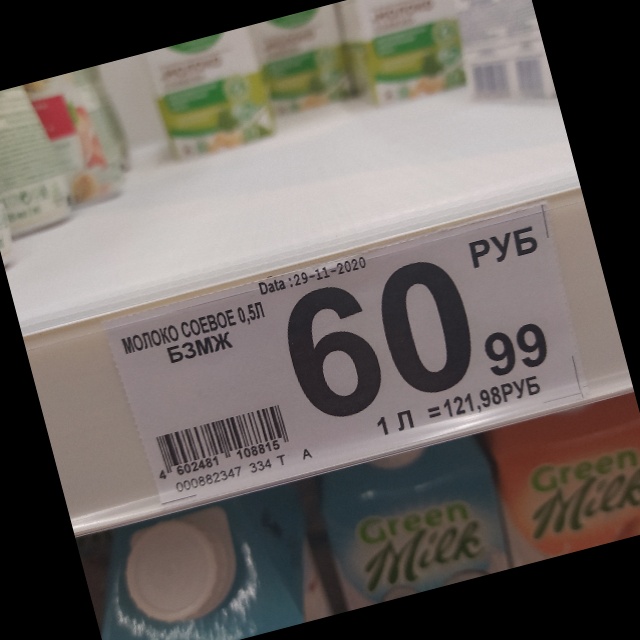 Data :29-11-2020
МОЛОКО СОЕВОЕ 0,5Л
БЗМЖ
60
РУБ
99
1 Л =121,98РУБ
4 602481 108815
000882347 334 Т А
Green
Milk
Green
Milk